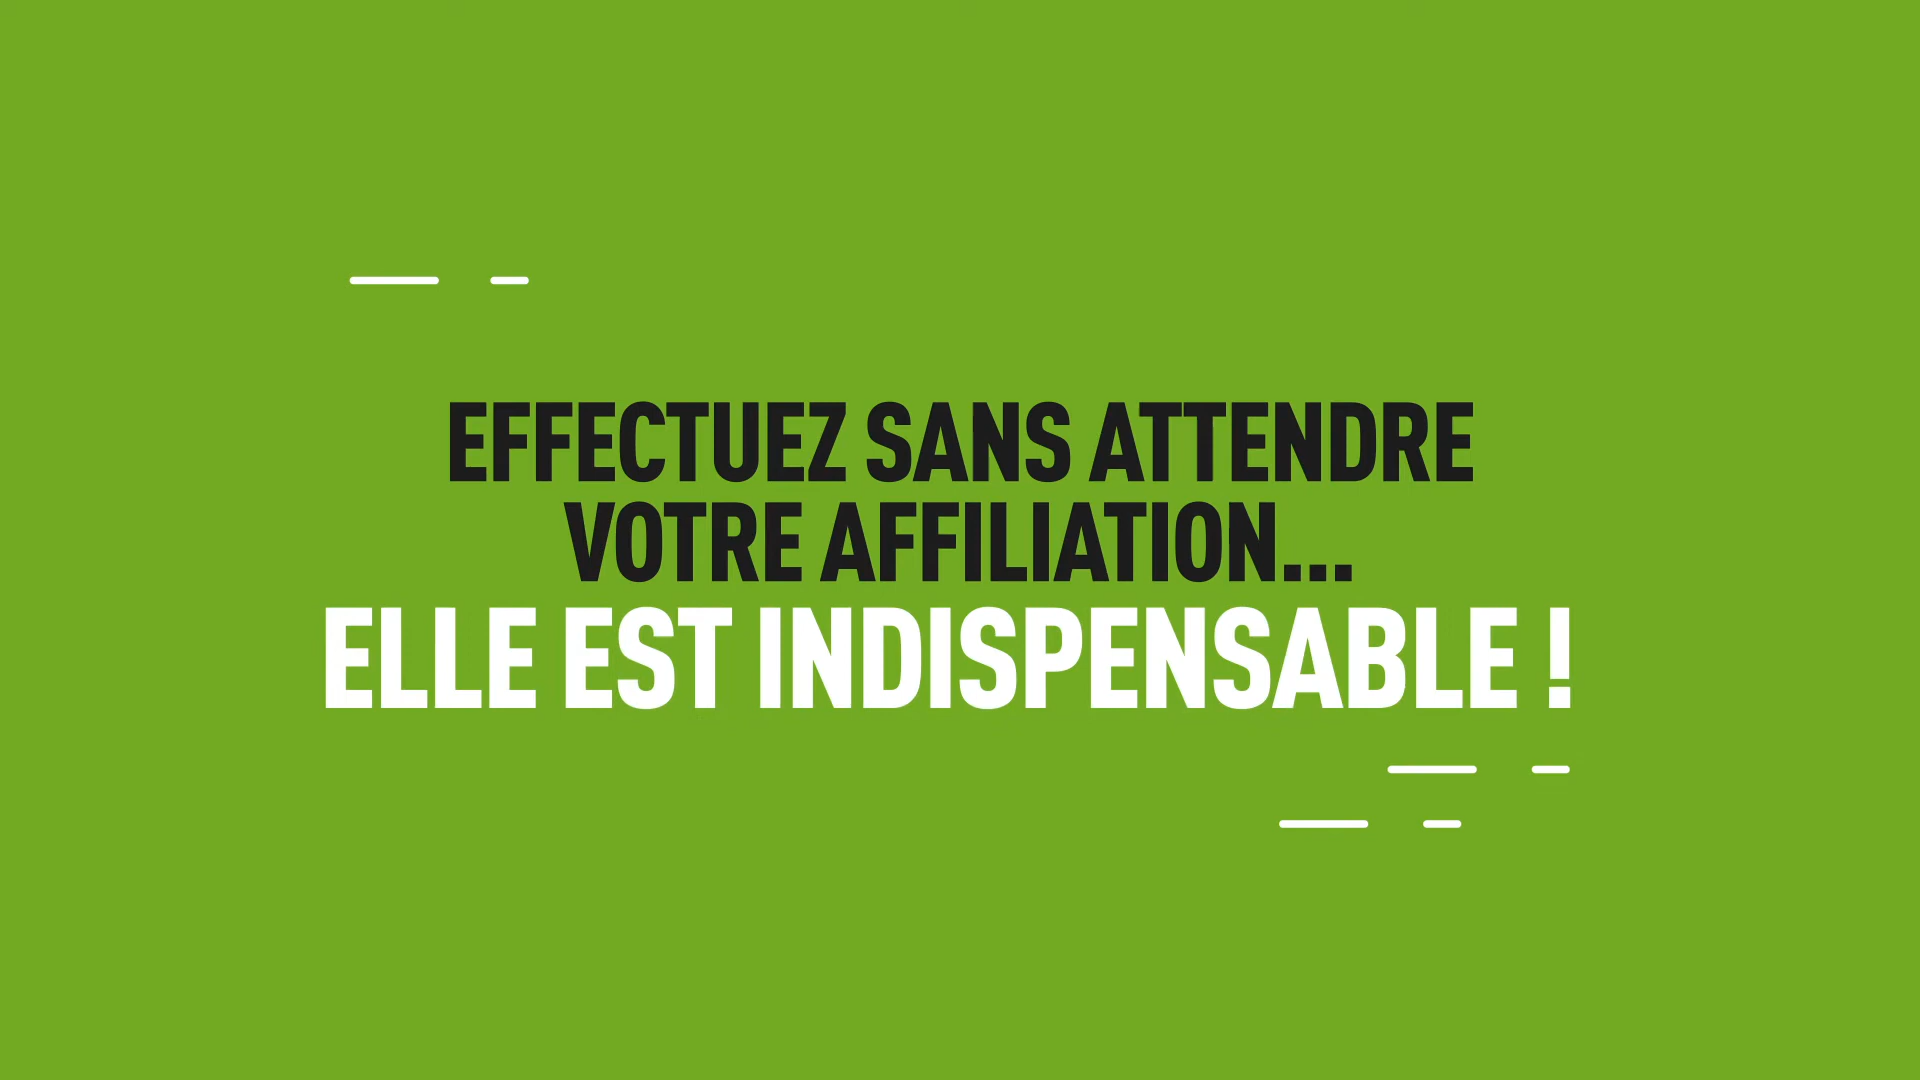 EFFECTUEZ SANS ATTENDRE
VOTRE AFFILIATION...
ELLE EST INDISPENSABLE !